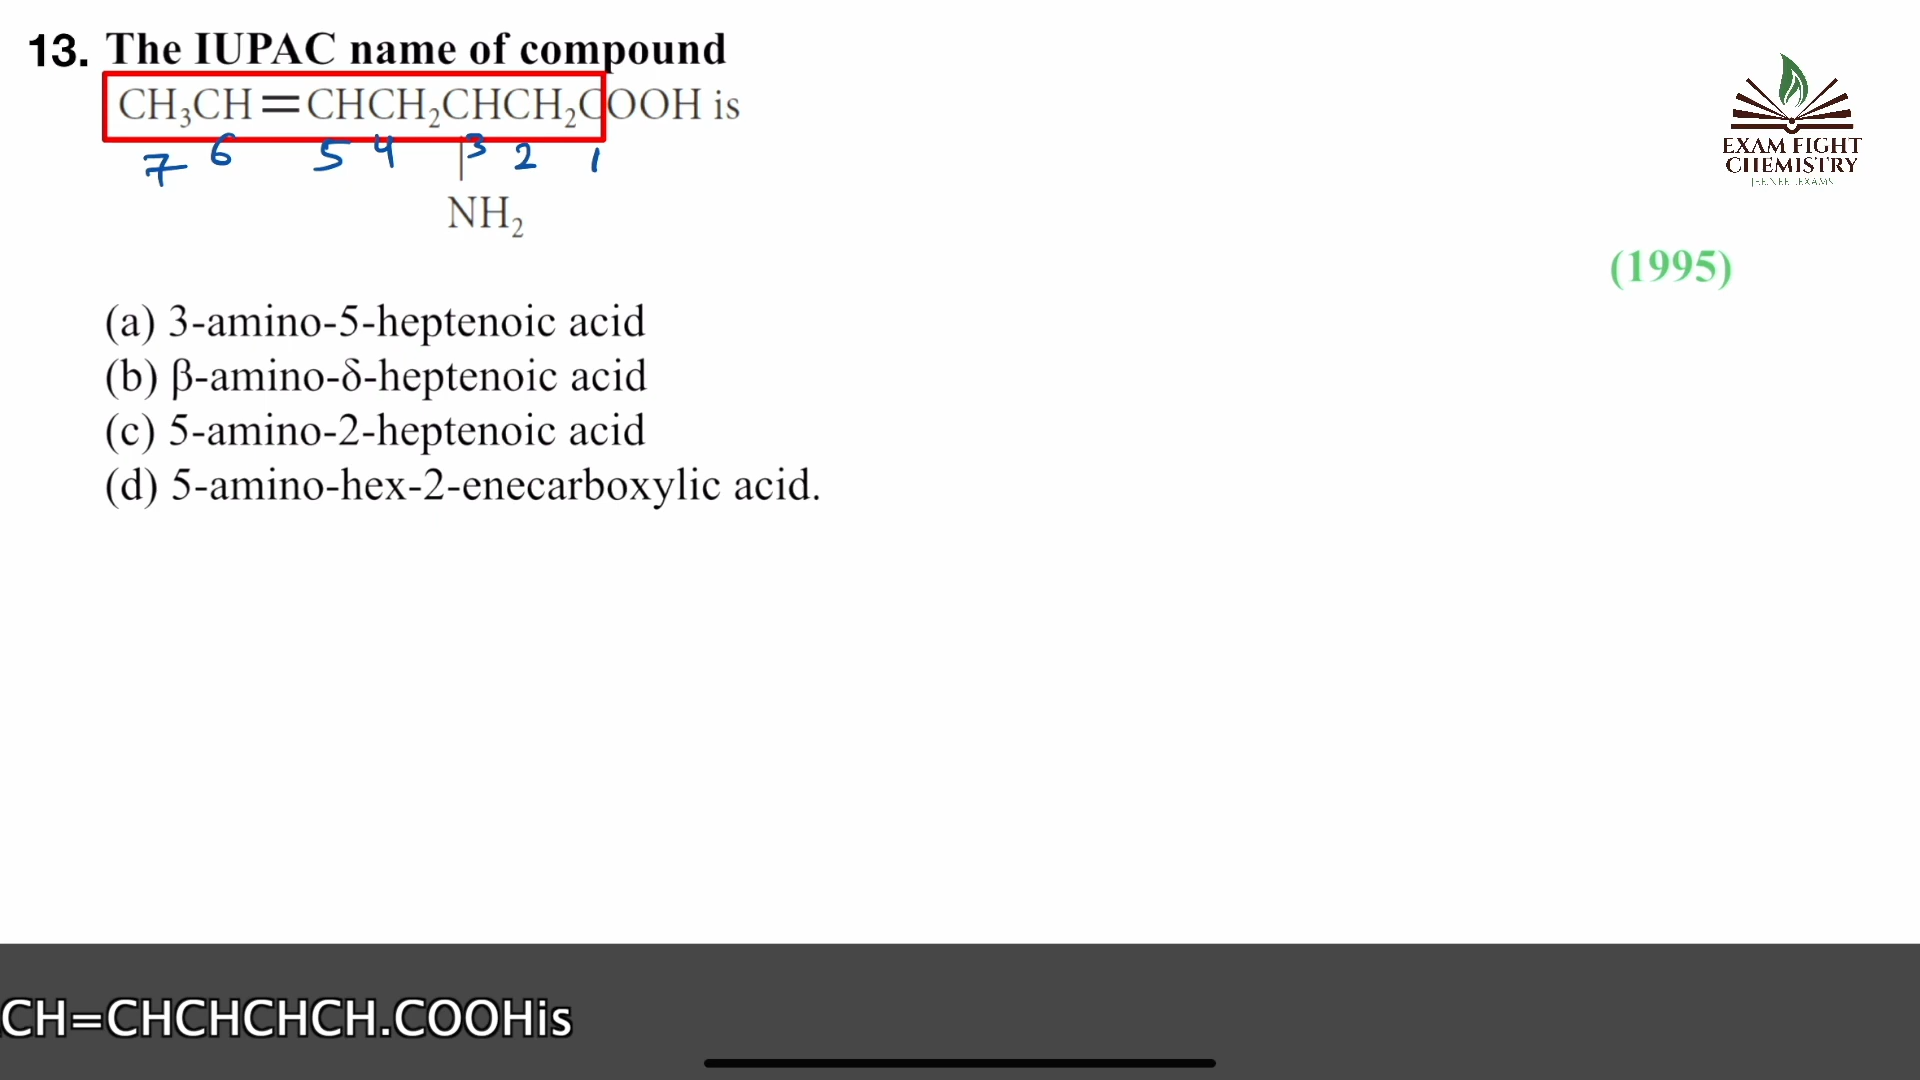 13. The IUPAC name of compound
CH₃CH=CHCH₂CHCH₂COOH is
7 6 5 4 3 2 1
NH₂
EXAM FIGHT
CHEMISTRY
(1995)
(a) 3-amino-5-heptenoic acid
(b) β-amino-δ-heptenoic acid
(c) 5-amino-2-heptenoic acid
(d) 5-amino-hex-2-enecarboxylic acid.
CH=CHCHCHCH.COOHis